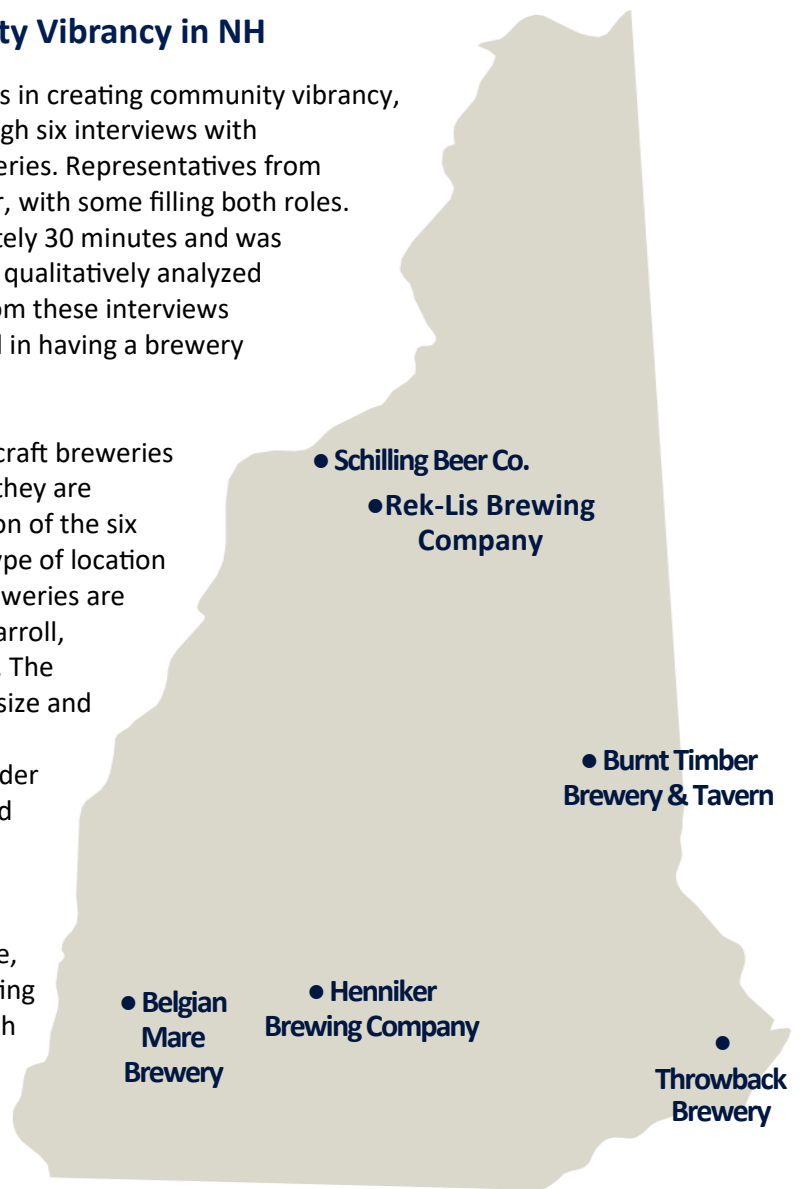 ty Vibrancy in NH
s in creating community vibrancy,
gh six interviews with
eries. Representatives from
r, with some filling both roles.
tely 30 minutes and was
qualitatively analyzed
om these interviews
l in having a brewery
craft breweries
they are
on of the six
ype of location
eweries are
arroll,
. The
size and
der
d
e,
ing
h
• Schilling Beer Co.
• Rek-Lis Brewing
Company
• Burnt Timber
Brewery & Tavern
• Belgian
Mare
Brewery
• Henniker
Brewing Company
•
Throwback
Brewery